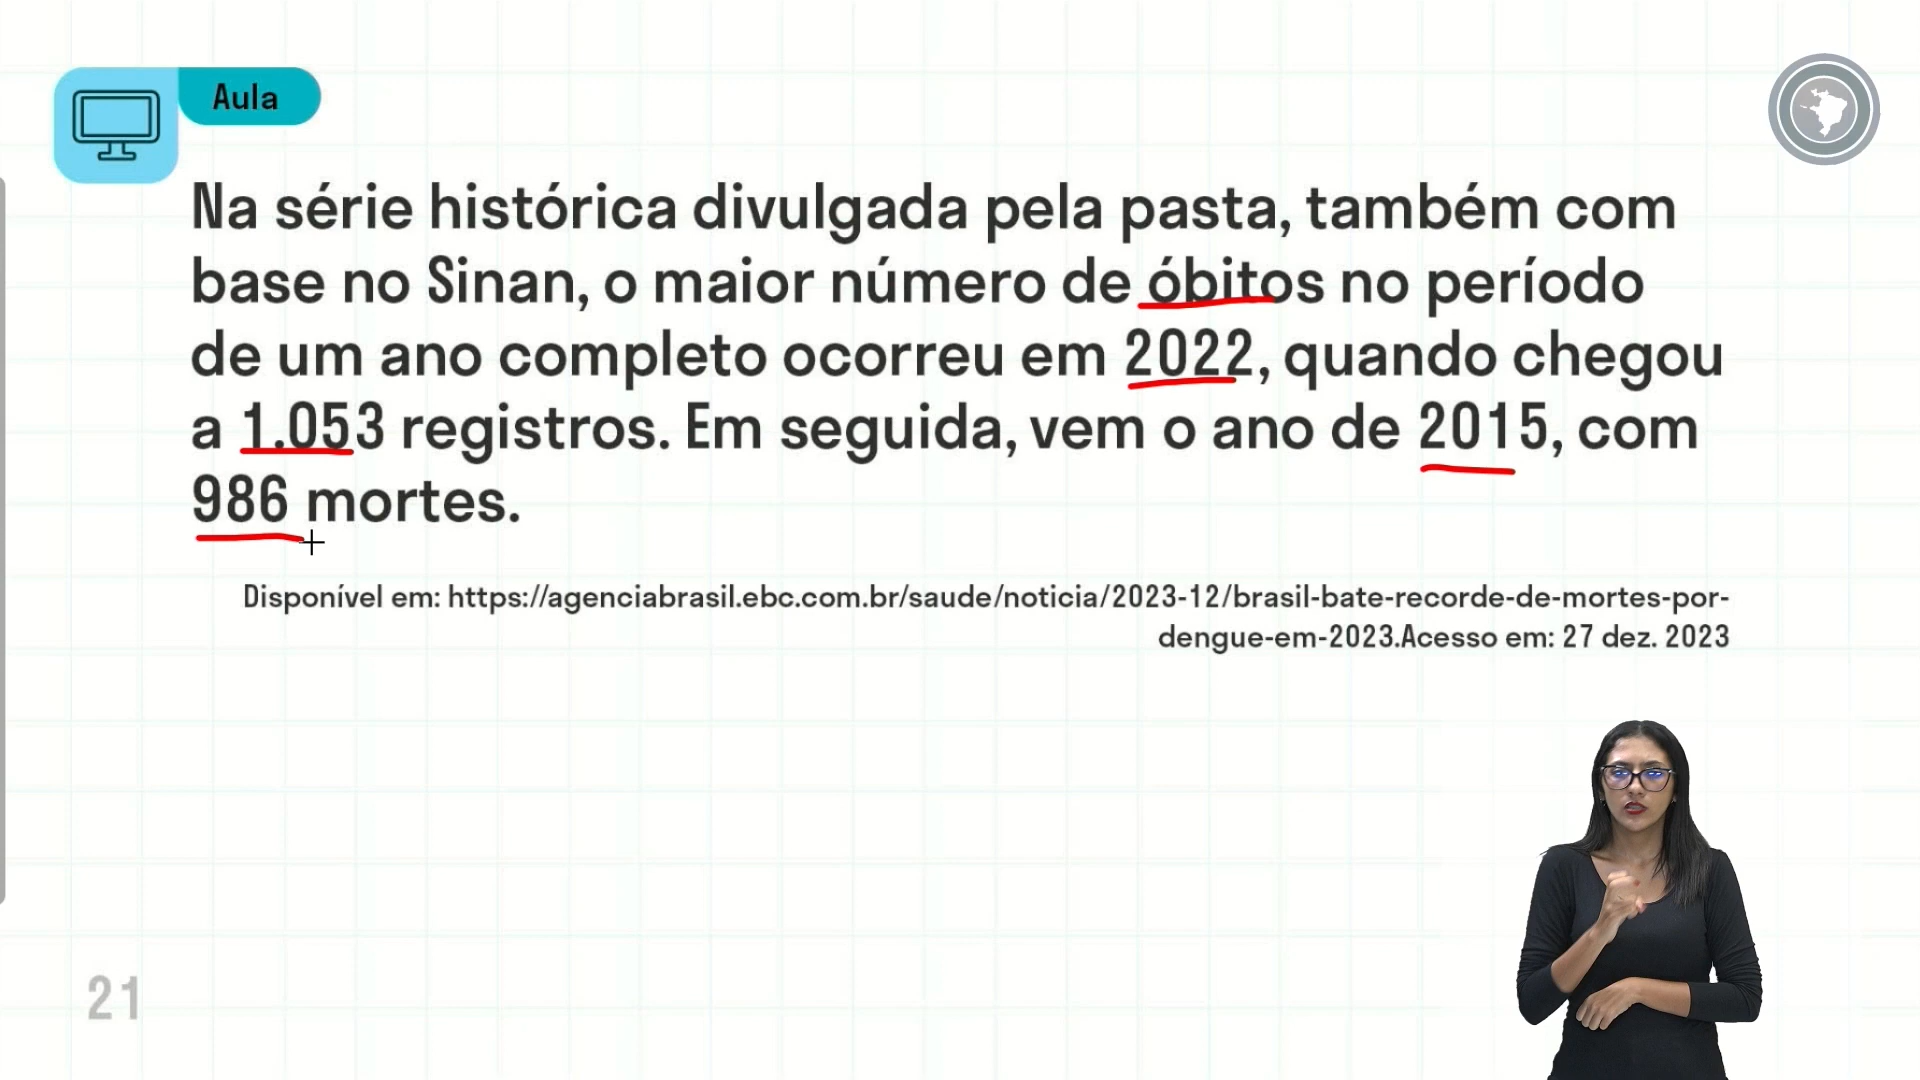 Aula
Na série histórica divulgada pela pasta, também com
base no Sinan, o maior número de óbitos no período
de um ano completo ocorreu em 2022, quando chegou
a 1.053 registros. Em seguida, vem o ano de 2015, com
986 mortes.
Disponível em: https://agenciabrasil.ebc.com.br/saude/noticia/2023-12/brasil-bate-recorde-de-mortes-por-
dengue-em-2023.Acesso em: 27 dez. 2023
21